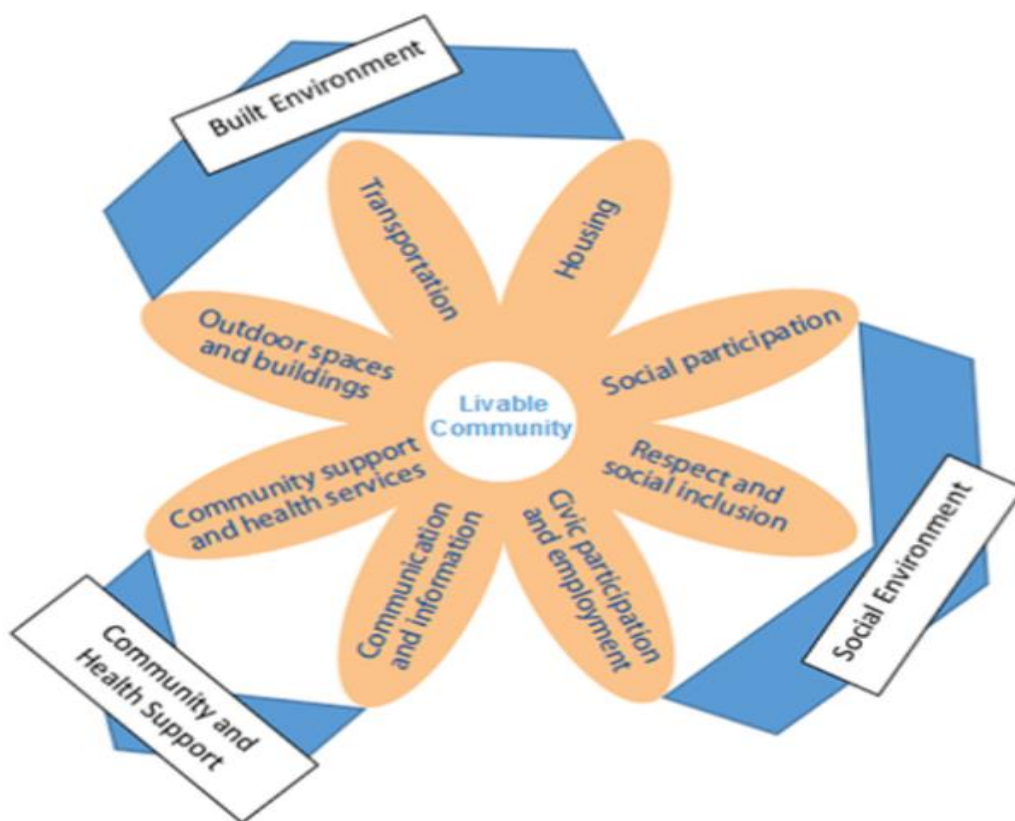 Built Environment
Transportation
Housing
Outdoor spaces
and buildings
Social participation
Livable
Community
Community support
and health services
Respect and
social inclusion
Communication
and information
Civic participation
and employment
Social Environment
Community and
Health Support